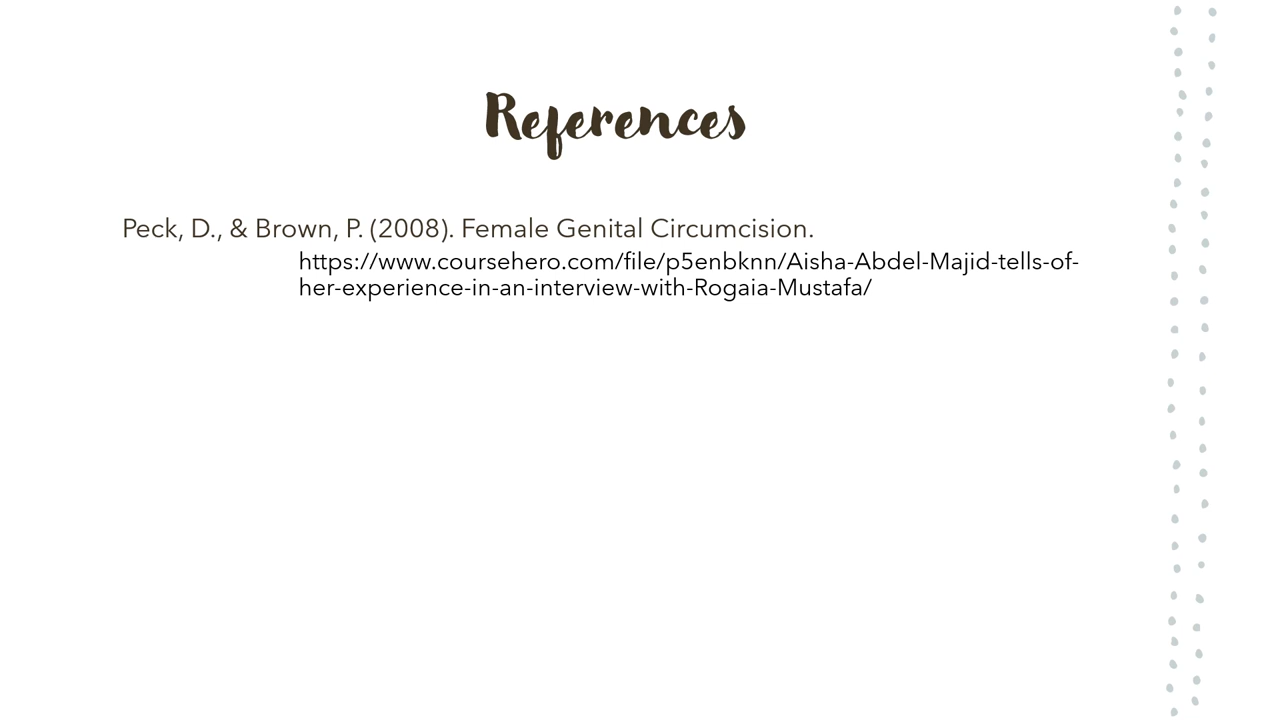 References
Peck, D., & Brown, P. (2008). Female Genital Circumcision.
https://www.coursehero.com/file/p5enbknn/Aisha-Abdel-Majid-tells-of-
her-experience-in-an-interview-with-Rogaia-Mustafa/